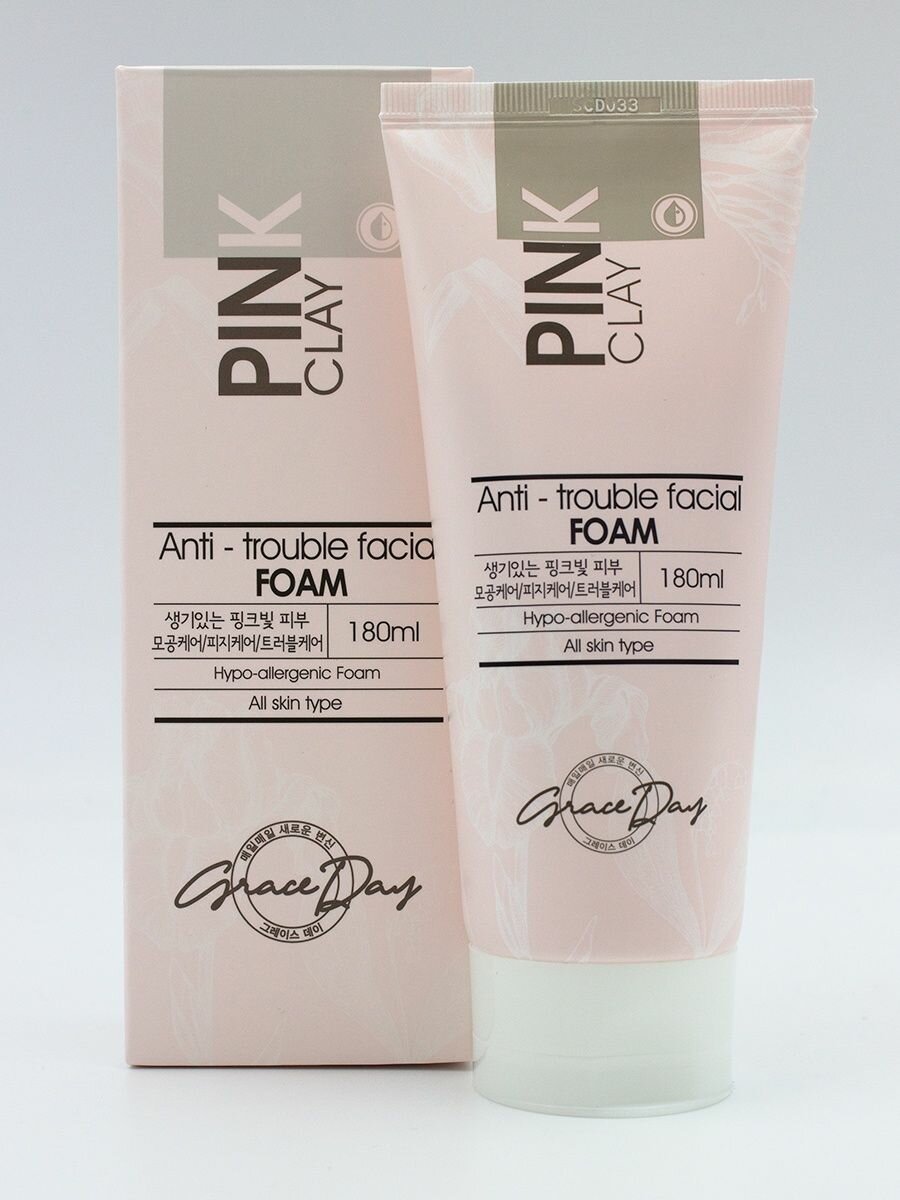 PINK
CLAY
Anti - trouble facial
FOAM
생기있는 핑크빛 피부
모공케어/피지케어/트러블케어
180ml
Hypo-allergenic Foam
All skin type
매일매일 새로운 변신
Grace Day
그레이스 데이
PINK
CLAY
Anti - trouble facial
FOAM
생기있는 핑크빛 피부
모공케어/피지케어/트러블케어
180ml
Hypo-allergenic Foam
All skin type
매일매일 새로운 변신
Grace Day
그레이스 데이